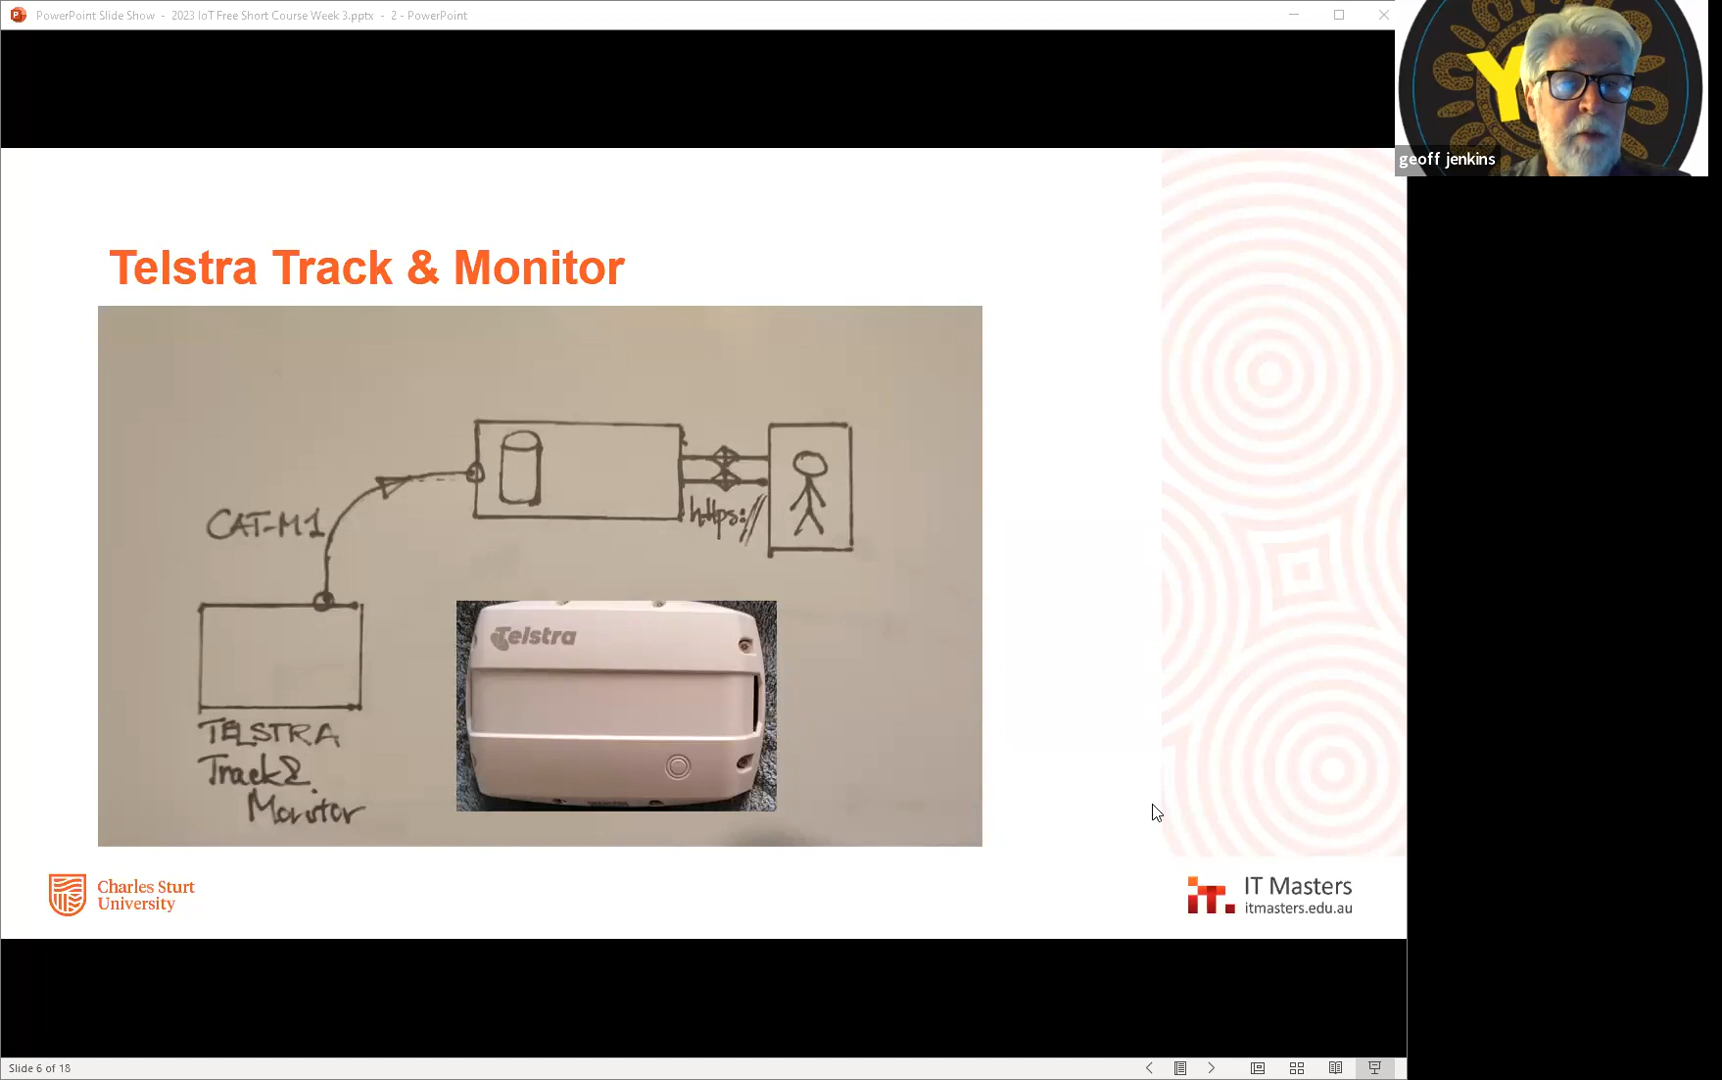 PowerPoint Slide Show - 2023 IoT Free Short Course Week 3.pptx - 2 - PowerPoint
geoff jenkins
Telstra Track & Monitor
CAT-M1
https://
TELSTRA
Track &
Monitor
Telstra
Charles Sturt
University
IT Masters
itmasters.edu.au
Slide 6 of 18